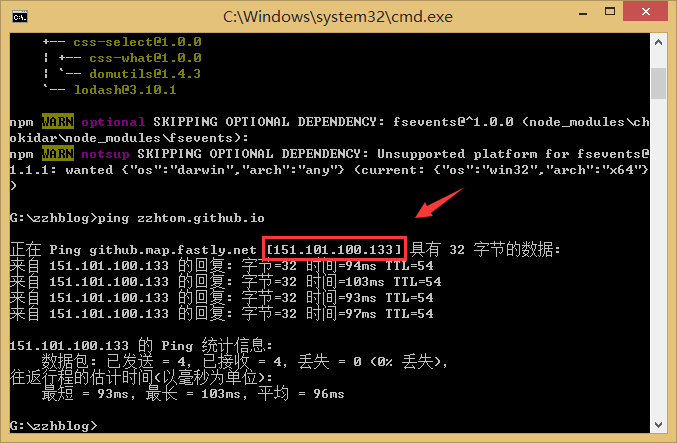 C:\Windows\system32\cmd.exe
+-- css-select@1.0.0
¦ +-- css-what@1.0.0
¦ `-- domutils@1.4.3
`-- lodash@3.10.1
npm WARN optional SKIPPING OPTIONAL DEPENDENCY: fsevents@^1.0.0 (node_modules\ch
okidar\node_modules\fsevents):
npm WARN notsup SKIPPING OPTIONAL DEPENDENCY: Unsupported platform for fsevents@
1.1.1: wanted {"os":"darwin","arch":"any"} (current: {"os":"win32","arch":"x64"}
)
G:\zzhblog>ping zzhtom.github.io
正在 Ping github.map.fastly.net [151.101.100.133] 具有 32 字节的数据:
来自 151.101.100.133 的回复: 字节=32 时间=94ms TTL=54
来自 151.101.100.133 的回复: 字节=32 时间=103ms TTL=54
来自 151.101.100.133 的回复: 字节=32 时间=93ms TTL=54
来自 151.101.100.133 的回复: 字节=32 时间=97ms TTL=54
151.101.100.133 的 Ping 统计信息:
数据包: 已发送 = 4, 已接收 = 4, 丢失 = 0 (0% 丢失),
往返行程的估计时间(以毫秒为单位):
最短 = 93ms, 最长 = 103ms, 平均 = 96ms
G:\zzhblog>